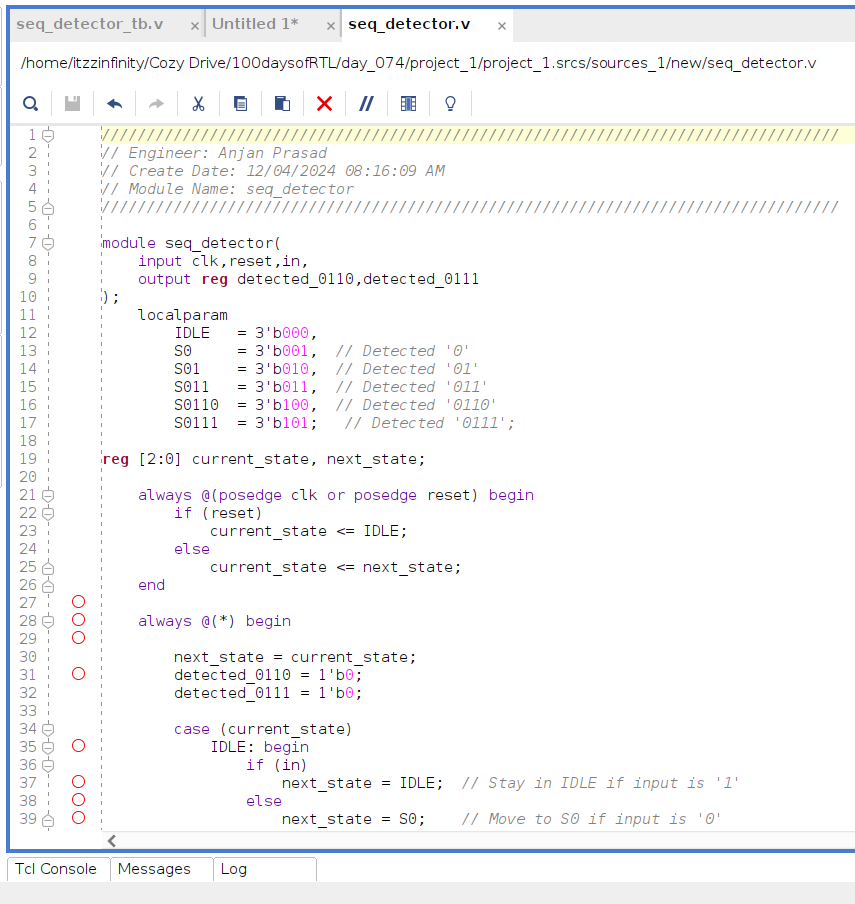 seq_detector_tb.v × Untitled 1* × seq_detector.v ×
/home/itzzinfinity/Cozy Drive/100daysofRTL/day_074/project_1/project_1.srcs/sources_1/new/seq_detector.v
1 //////////////////////////////////////////////////////////////////////////////////
2 // Engineer: Anjan Prasad
3 // Create Date: 12/04/2024 08:16:09 AM
4 // Module Name: seq_detector
5 //////////////////////////////////////////////////////////////////////////////////
6
7 module seq_detector(
8     input clk,reset,in,
9     output reg detected_0110,detected_0111
10 );
11     localparam
12         IDLE   = 3'b000,
13         S0     = 3'b001,  // Detected '0'
14         S01    = 3'b010,  // Detected '01'
15         S011   = 3'b011,  // Detected '011'
16         S0110  = 3'b100,  // Detected '0110'
17         S0111  = 3'b101;   // Detected '0111';
18
19 reg [2:0] current_state, next_state;
20
21     always @(posedge clk or posedge reset) begin
22         if (reset)
23             current_state <= IDLE;
24         else
25             current_state <= next_state;
26     end
27
28     always @(*) begin
29
30         next_state = current_state;
31         detected_0110 = 1'b0;
32         detected_0111 = 1'b0;
33
34         case (current_state)
35             IDLE: begin
36                 if (in)
37                     next_state = IDLE;  // Stay in IDLE if input is '1'
38                 else
39                     next_state = S0;    // Move to S0 if input is '0'
Tcl Console Messages Log